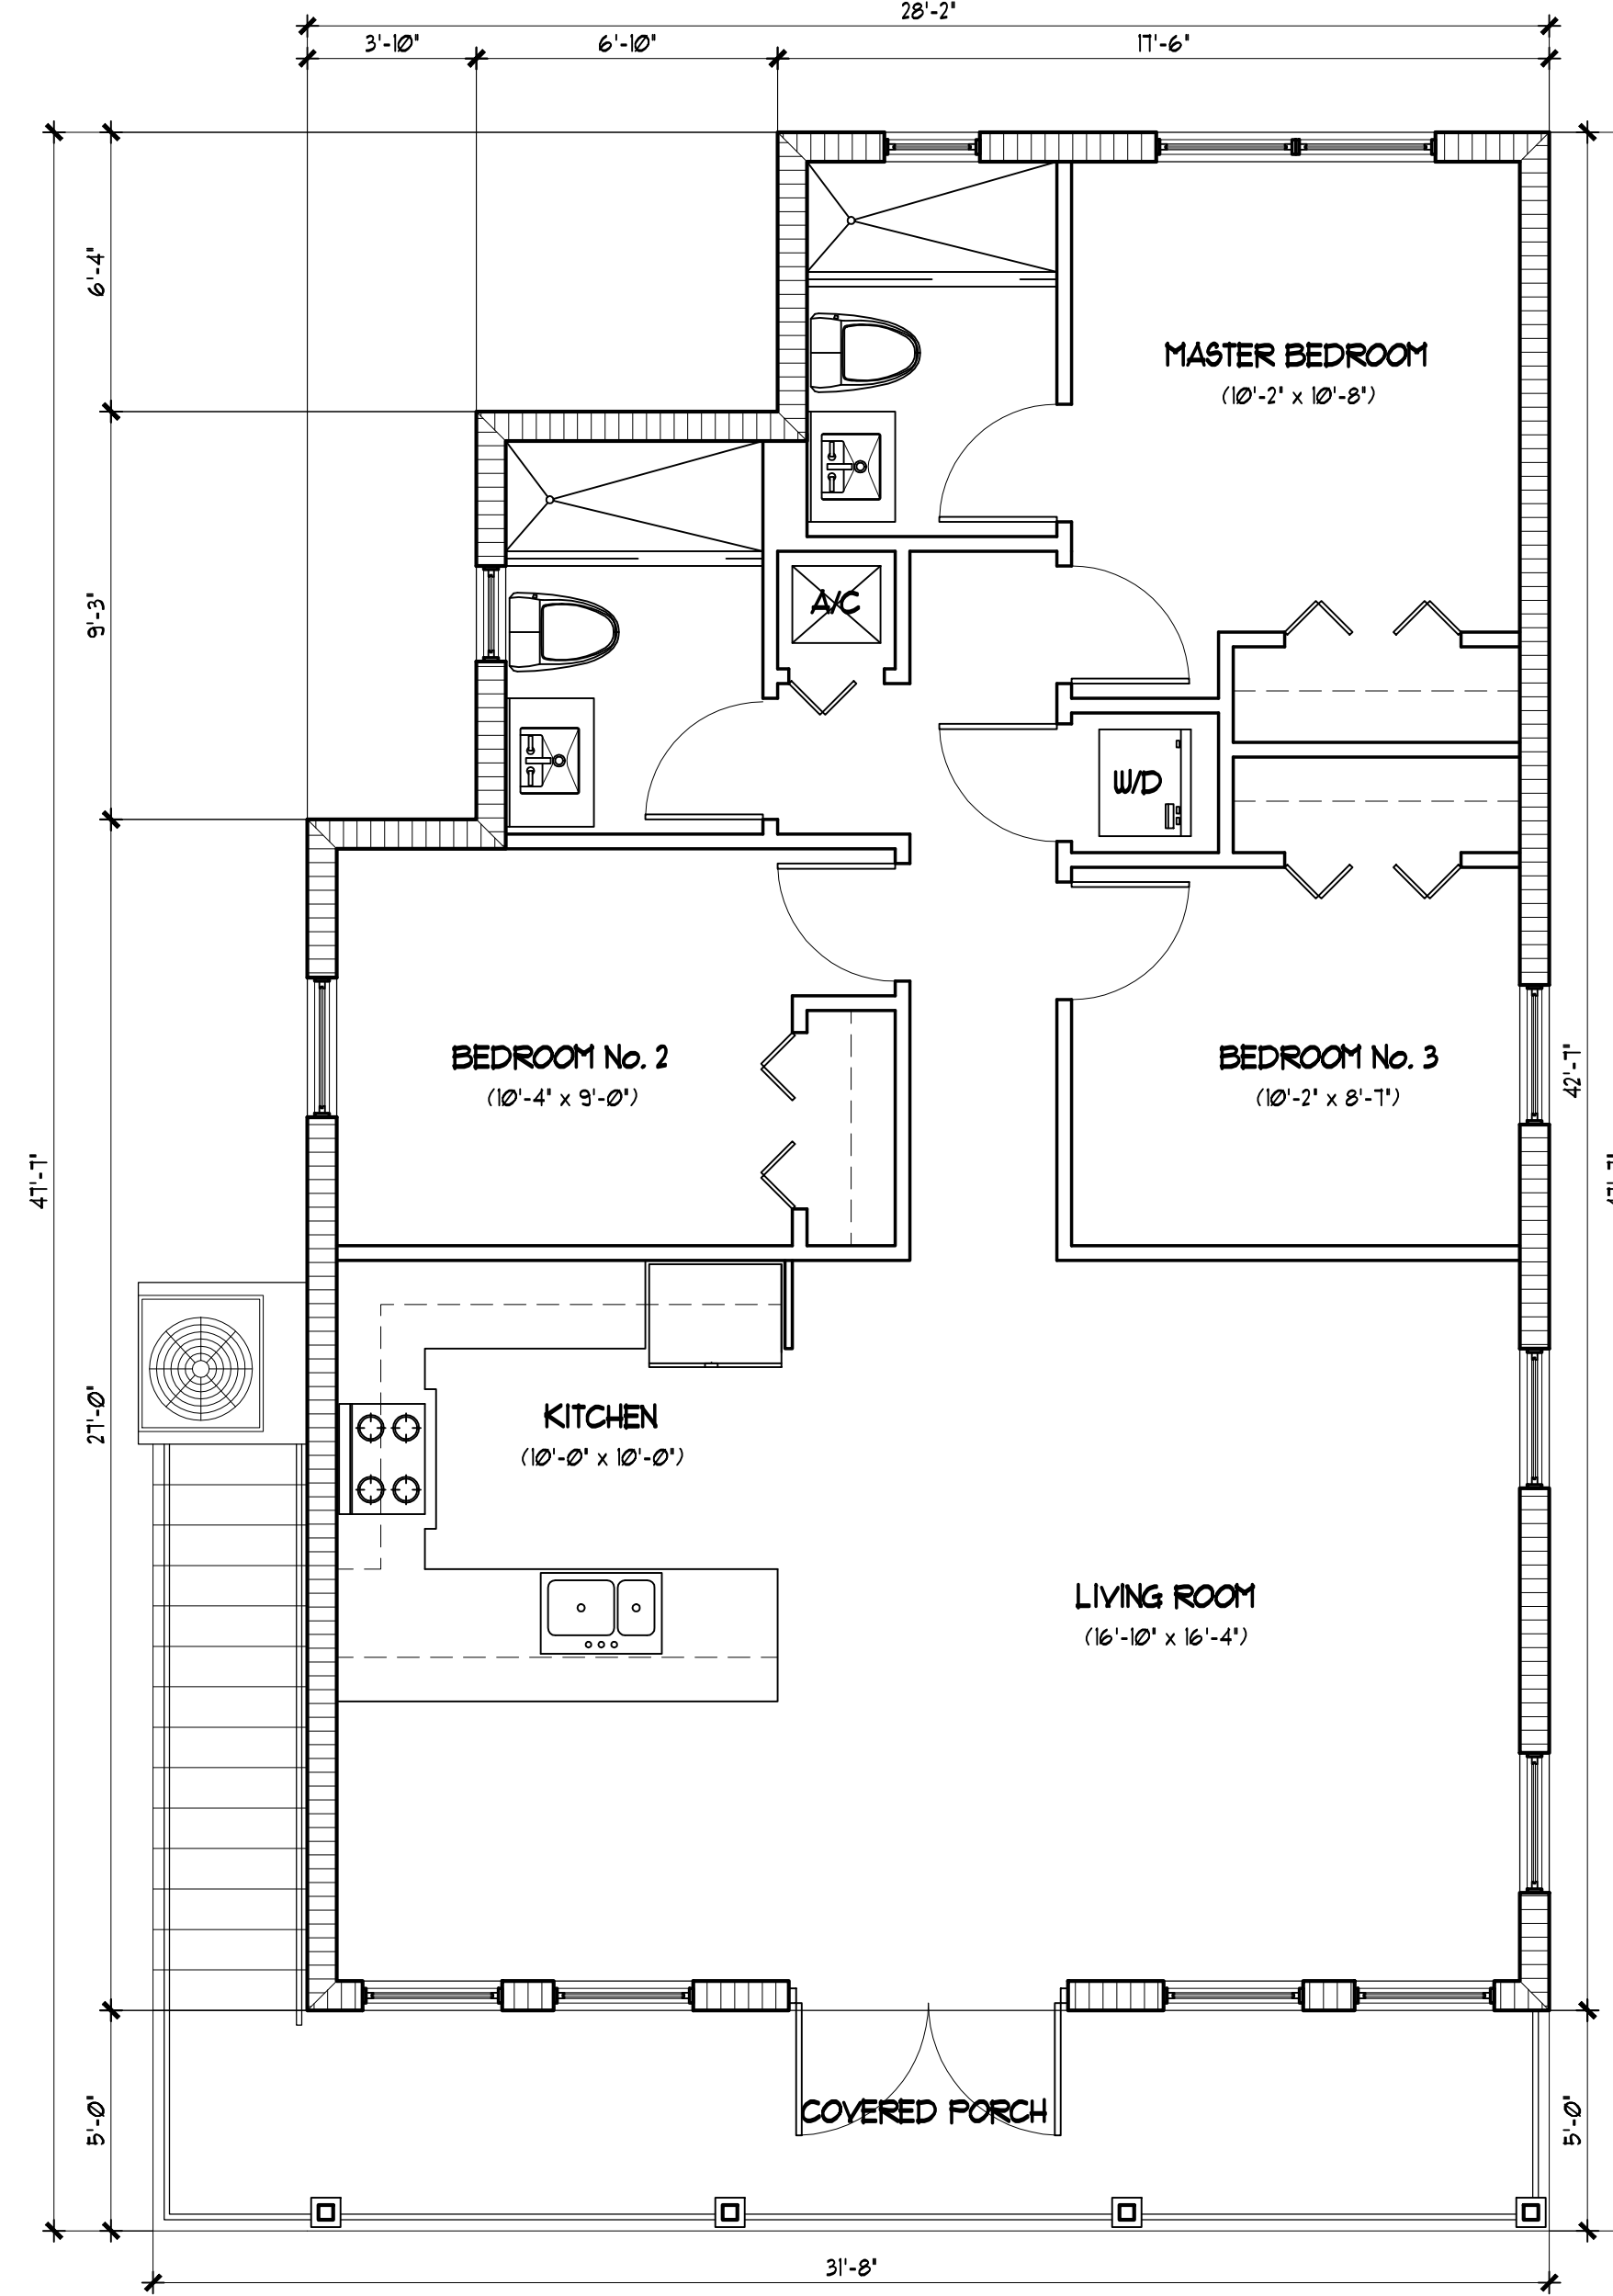 28'-2"
3'-10"
6'-10"
17'-6"
6'-4"
MASTER BEDROOM
(10'-2" x 10'-8")
9'-3"
A/C
W/D
BEDROOM No. 2
(10'-4" x 9'-0")
BEDROOM No. 3
(10'-2" x 8'-7")
42'-7"
47'-7"
27'-0"
KITCHEN
(10'-0" x 10'-0")
LIVING ROOM
(16'-10" x 16'-4")
5'-0"
COVERED PORCH
5'-0"
31'-8"